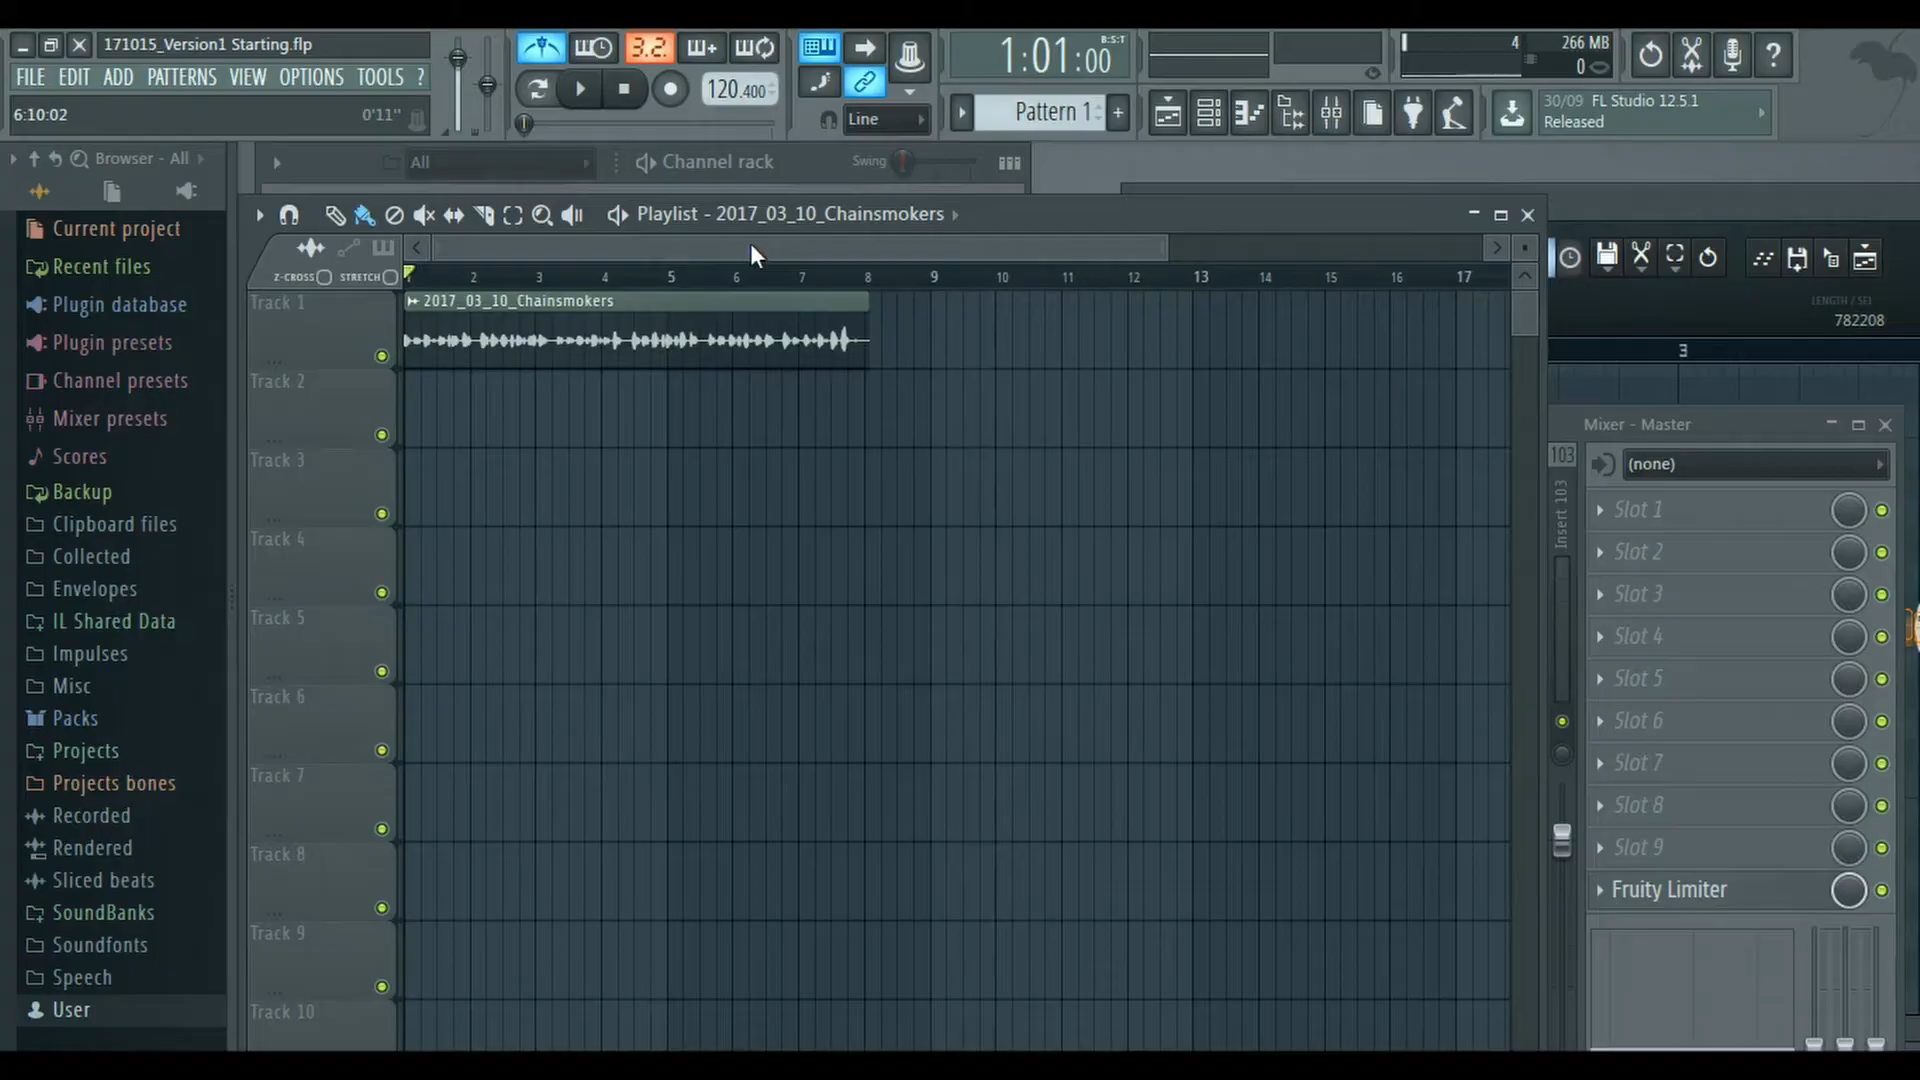 171015_Version1 Starting.flp
FILE EDIT ADD PATTERNS VIEW OPTIONS TOOLS ?
6:10:02 0'11"
3.2.
120.400
Line
1:01:00
B:S:T
Pattern 1
+
4 266 MB
0
?
30/09 FL Studio 12.5.1
Released
Browser - All
All
Channel rack
Swing
Current project
Recent files
Plugin database
Plugin presets
Channel presets
Mixer presets
Scores
Backup
Clipboard files
Collected
Envelopes
IL Shared Data
Impulses
Misc
Packs
Projects
Projects bones
Recorded
Rendered
Sliced beats
SoundBanks
Soundfonts
Speech
User
Playlist - 2017_03_10_Chainsmokers
Z-CROSS STRETCH
1 2 3 4 5 6 7 8 9 10 11 12 13 14 15 16 17
2017_03_10_Chainsmokers
Track 1
Track 2
Track 3
Track 4
Track 5
Track 6
Track 7
Track 8
Track 9
Track 10
LENGTH / SEL
782208
3
Mixer - Master
103
Insert 103
(none)
Slot 1
Slot 2
Slot 3
Slot 4
Slot 5
Slot 6
Slot 7
Slot 8
Slot 9
Fruity Limiter